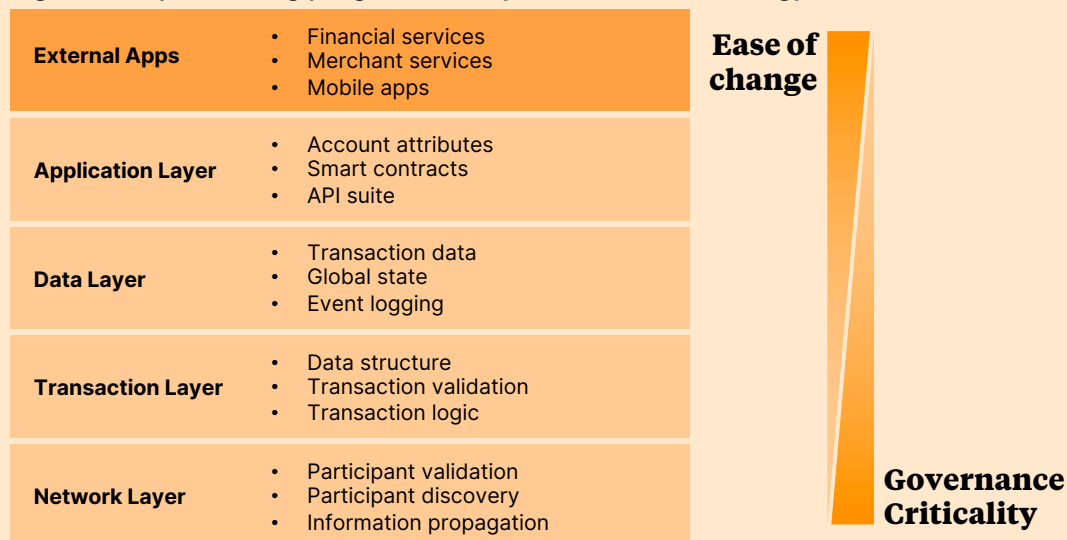 External Apps
• Financial services
• Merchant services
• Mobile apps
Application Layer
• Account attributes
• Smart contracts
• API suite
Data Layer
• Transaction data
• Global state
• Event logging
Transaction Layer
• Data structure
• Transaction validation
• Transaction logic
Network Layer
• Participant validation
• Participant discovery
• Information propagation
Ease of
change
Governance
Criticality